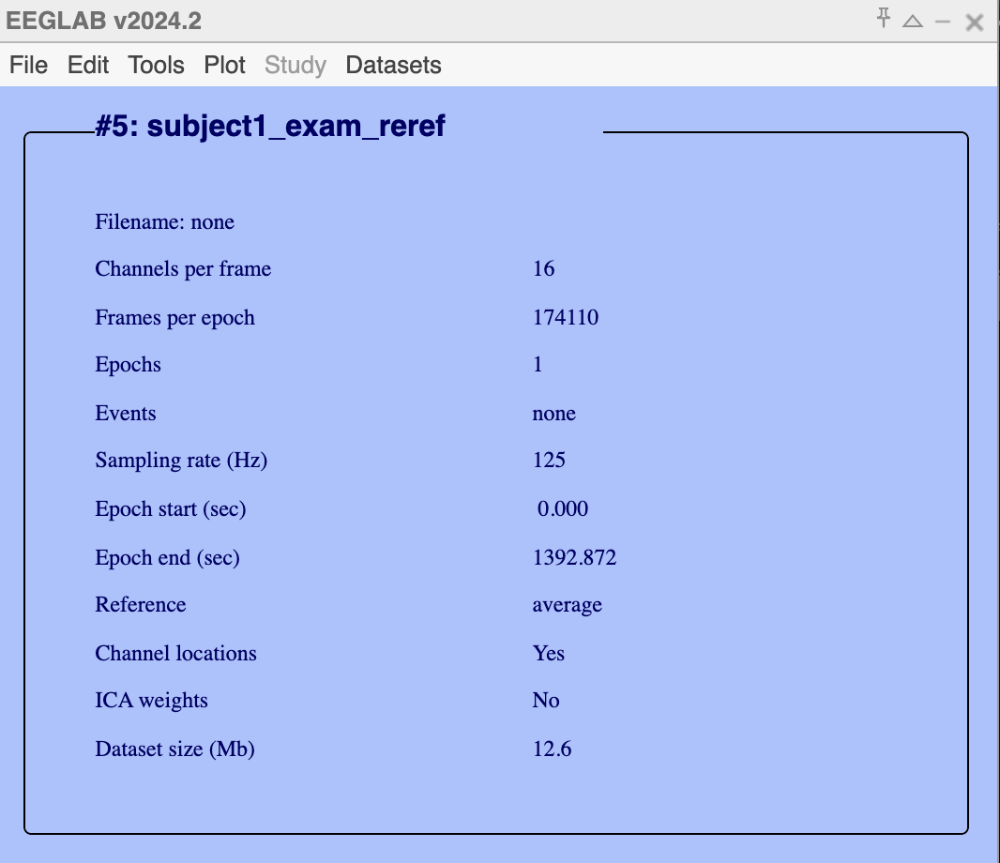 EEGLAB v2024.2
File Edit Tools Plot Study Datasets
#5: subject1_exam_reref
Filename: none
Channels per frame 16
Frames per epoch 174110
Epochs 1
Events none
Sampling rate (Hz) 125
Epoch start (sec) 0.000
Epoch end (sec) 1392.872
Reference average
Channel locations Yes
ICA weights No
Dataset size (Mb) 12.6